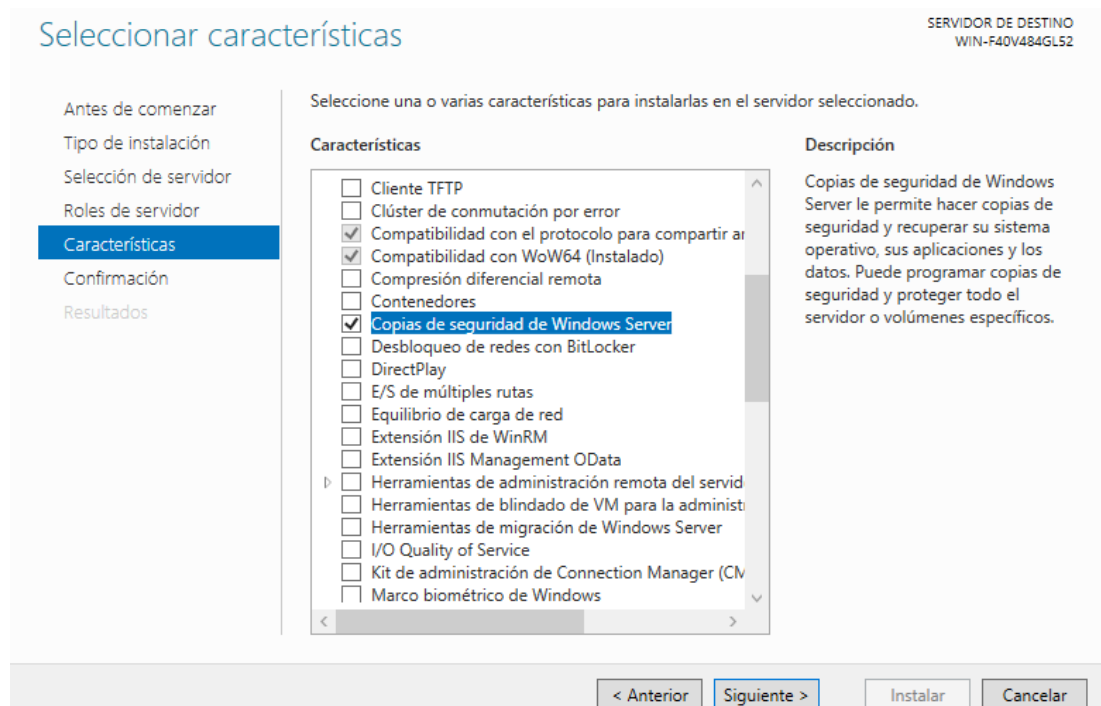 Seleccionar características
SERVIDOR DE DESTINO
WIN-F40V484GL52
Antes de comenzar
Tipo de instalación
Selección de servidor
Roles de servidor
Características
Confirmación
Resultados
Seleccione una o varias características para instalarlas en el servidor seleccionado.
Características
Cliente TFTP
Clúster de conmutación por error
Compatibilidad con el protocolo para compartir ar
Compatibilidad con WoW64 (Instalado)
Compresión diferencial remota
Contenedores
Copias de seguridad de Windows Server
Desbloqueo de redes con BitLocker
DirectPlay
E/S de múltiples rutas
Equilibrio de carga de red
Extensión IIS de WinRM
Extensión IIS Management OData
Herramientas de administración remota del servid
Herramientas de blindado de VM para la administ
Herramientas de migración de Windows Server
I/O Quality of Service
Kit de administración de Connection Manager (CM
Marco biométrico de Windows
Descripción
Copias de seguridad de Windows
Server le permite hacer copias de
seguridad y recuperar su sistema
operativo, sus aplicaciones y los
datos. Puede programar copias de
seguridad y proteger todo el
servidor o volúmenes específicos.
< Anterior
Siguiente >
Instalar
Cancelar